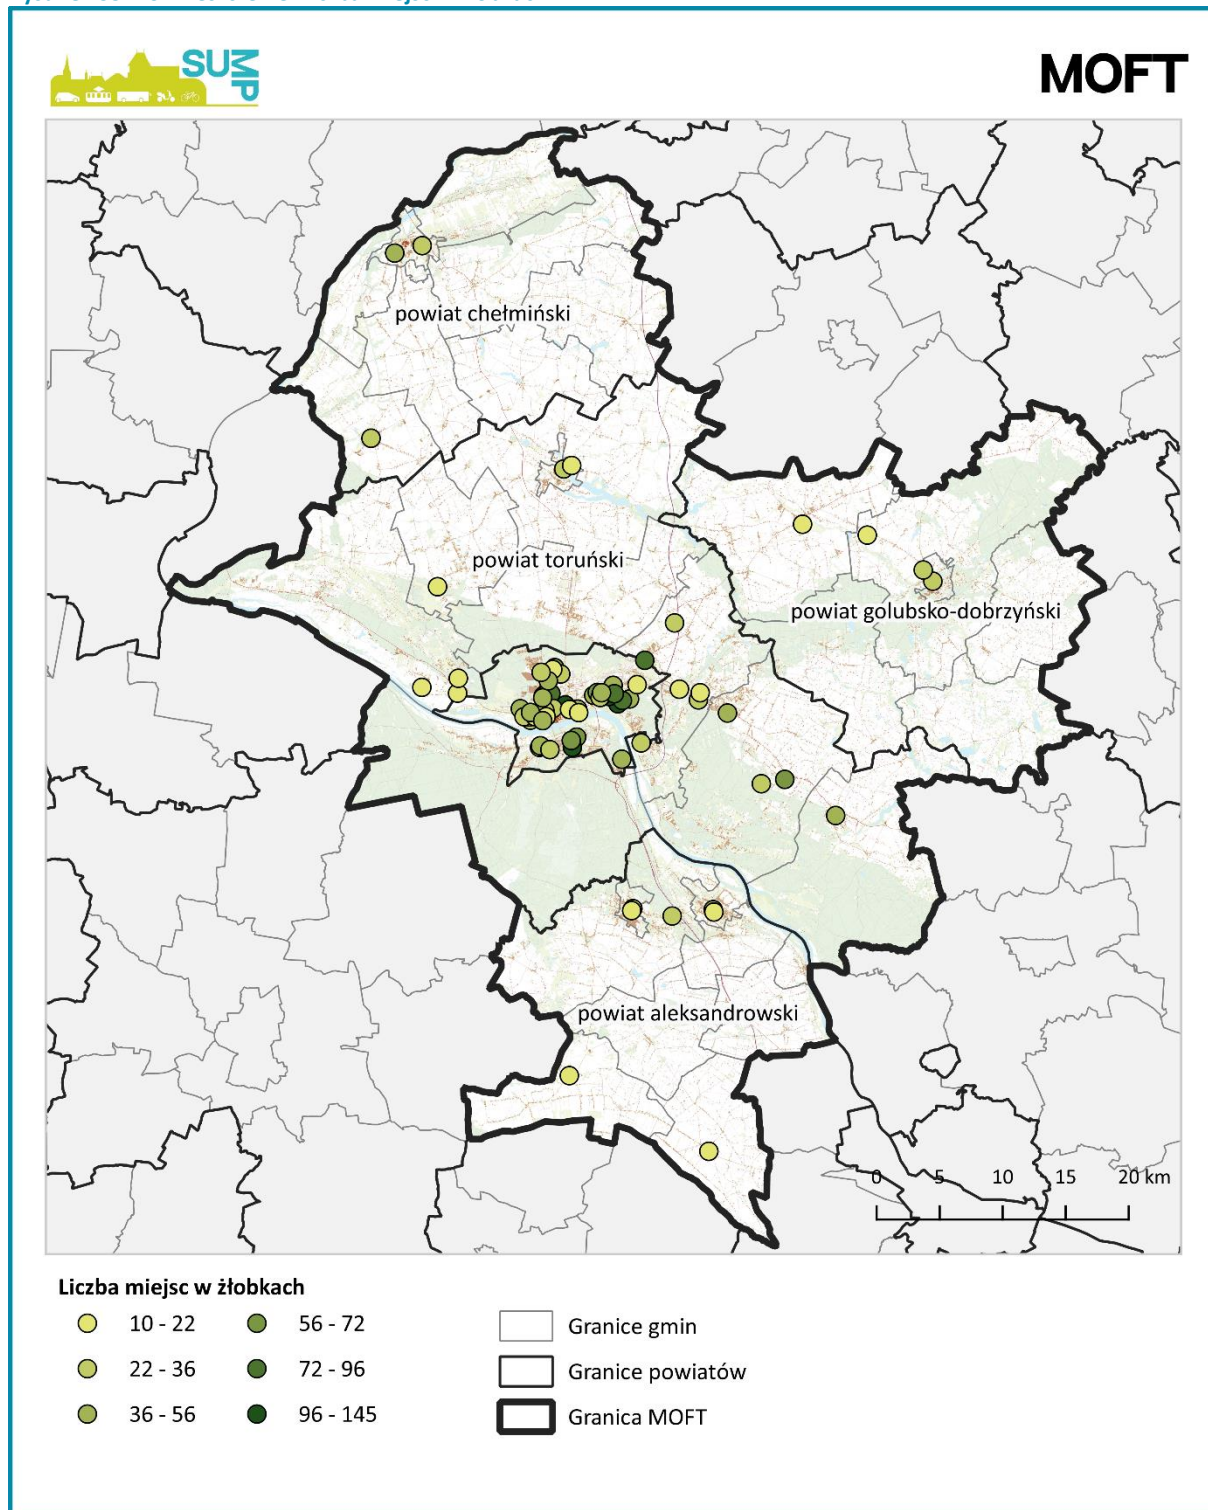 SUMP
MOFT
powiat chełmiński
powiat toruński
powiat golubsko-dobrzyński
powiat aleksandrowski
0 5 10 15 20 km
Liczba miejsc w żłobkach
10 - 22
22 - 36
36 - 56
56 - 72
72 - 96
96 - 145
Granice gmin
Granice powiatów
Granica MOFT